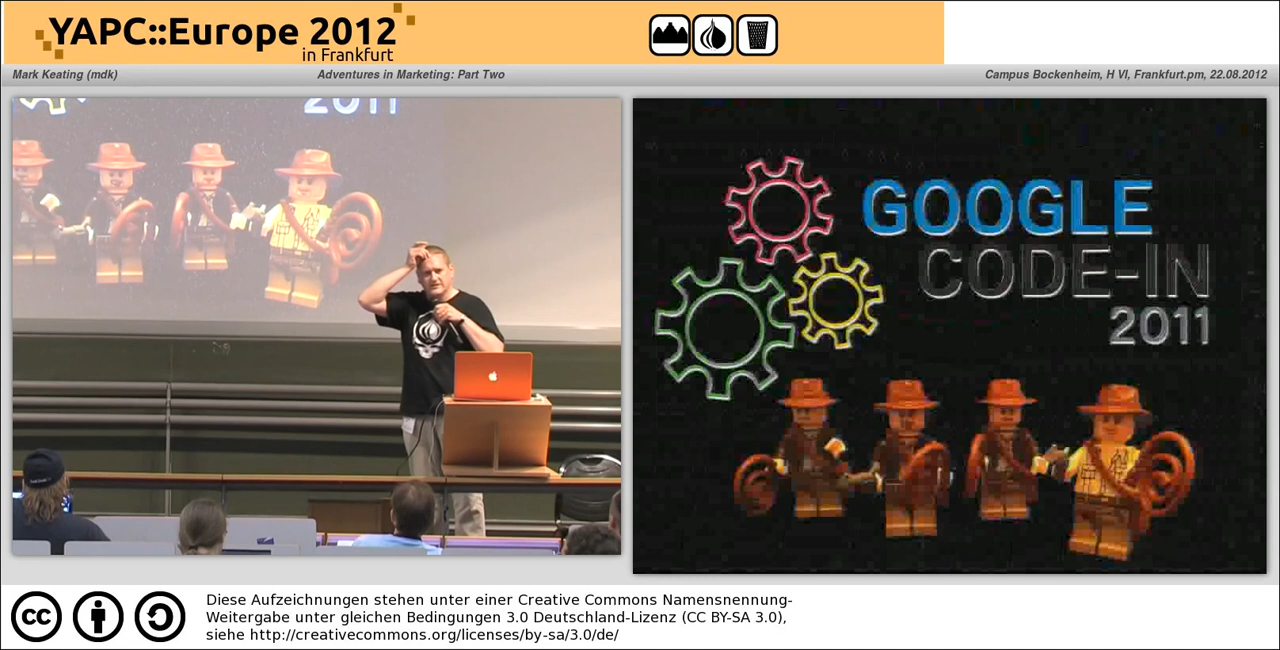 YAPC::Europe 2012
in Frankfurt
Mark Keating (mdk)
Adventures in Marketing: Part Two
Campus Bockenheim, H VI, Frankfurt.pm, 22.08.2012
2011
GOOGLE
CODE-IN
2011
cc
Diese Aufzeichnungen stehen unter einer Creative Commons Namensnennung-
Weitergabe unter gleichen Bedingungen 3.0 Deutschland-Lizenz (CC BY-SA 3.0),
siehe http://creativecommons.org/licenses/by-sa/3.0/de/